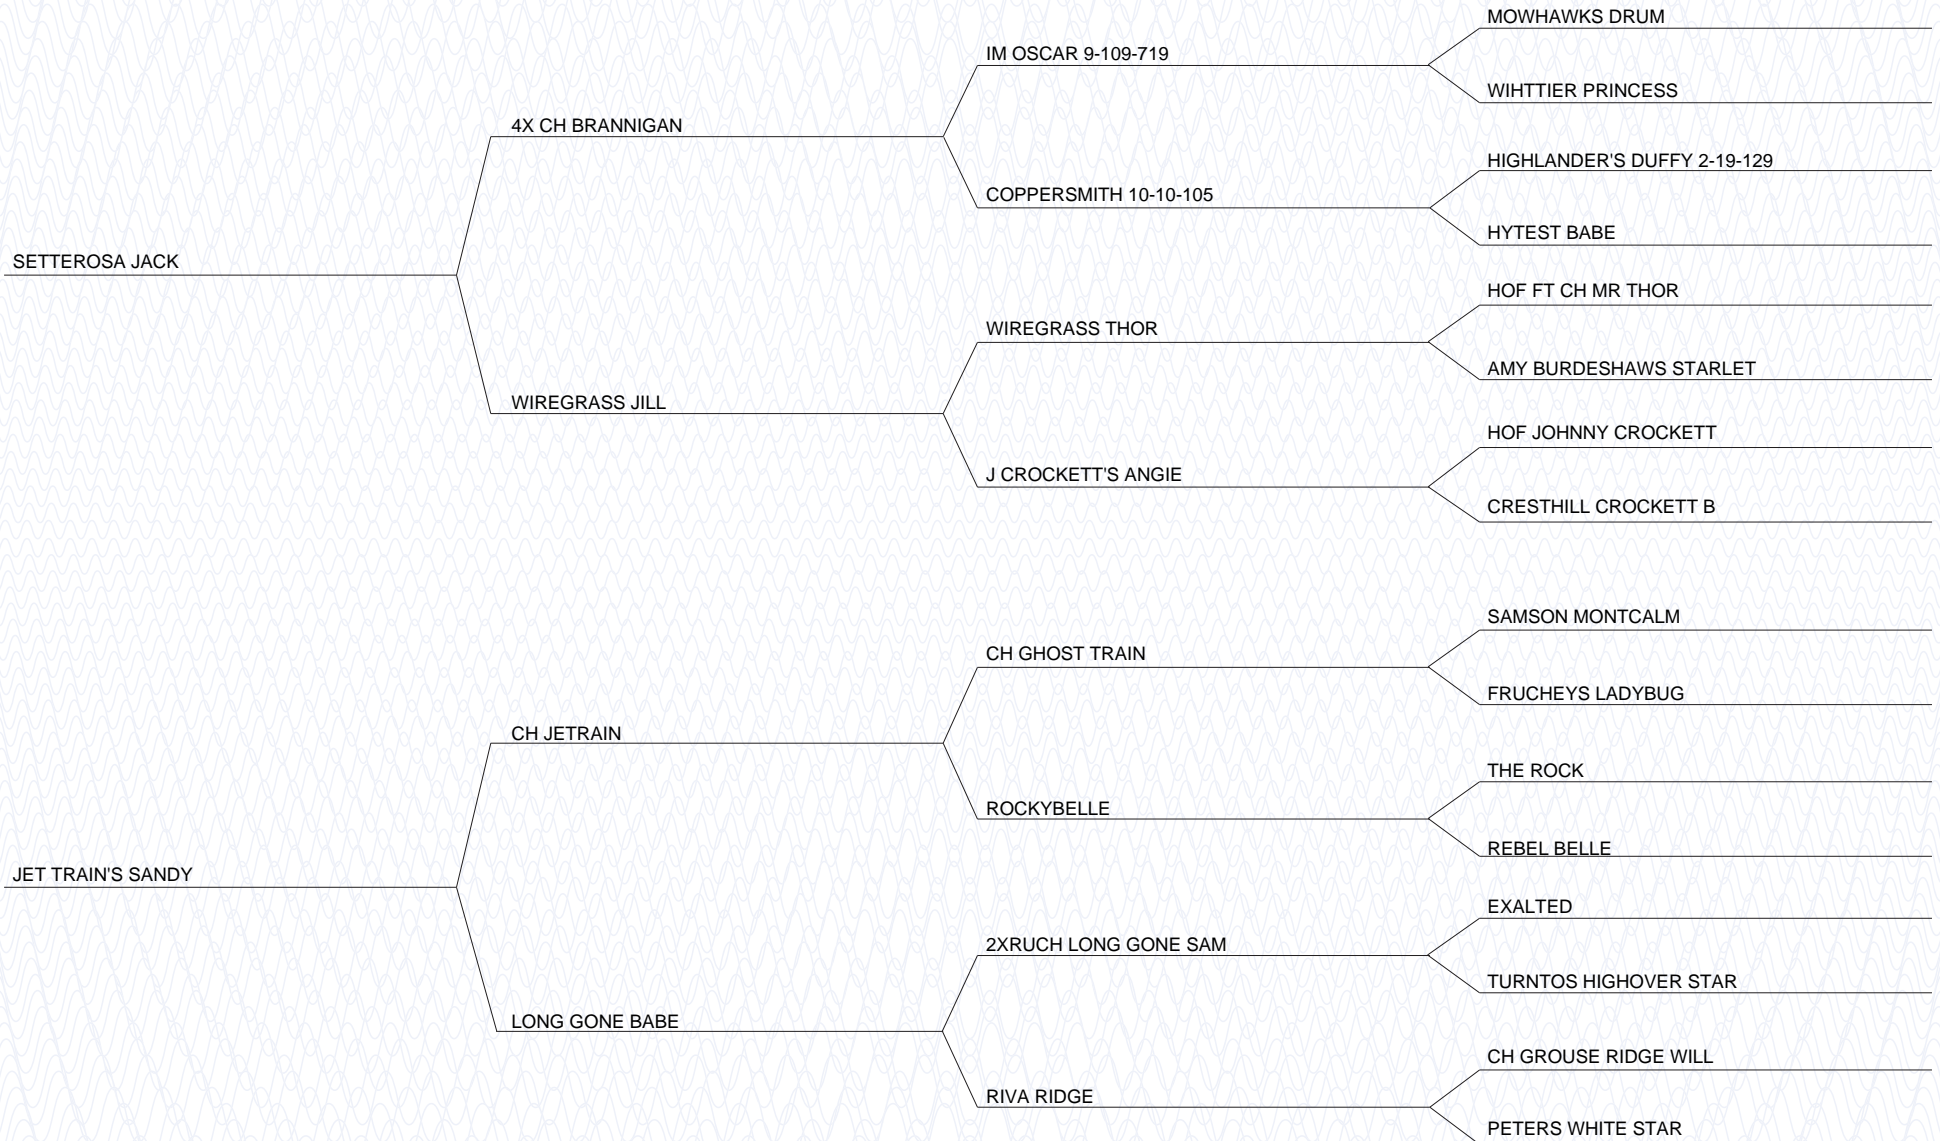 MOWHAWKS DRUM
IM OSCAR 9-109-719
WIHTTIER PRINCESS
4X CH BRANNIGAN
HIGHLANDER'S DUFFY 2-19-129
COPPERSMITH 10-10-105
HYTEST BABE
SETTEROSA JACK
HOF FT CH MR THOR
WIREGRASS THOR
AMY BURDESHAWS STARLET
WIREGRASS JILL
HOF JOHNNY CROCKETT
J CROCKETT'S ANGIE
CRESTHILL CROCKETT B
SAMSON MONTCALM
CH GHOST TRAIN
FRUCHEYS LADYBUG
CH JETRAIN
THE ROCK
ROCKYBELLE
REBEL BELLE
JET TRAIN'S SANDY
EXALTED
2XRUCH LONG GONE SAM
TURNTOS HIGHOVER STAR
LONG GONE BABE
CH GROUSE RIDGE WILL
RIVA RIDGE
PETERS WHITE STAR